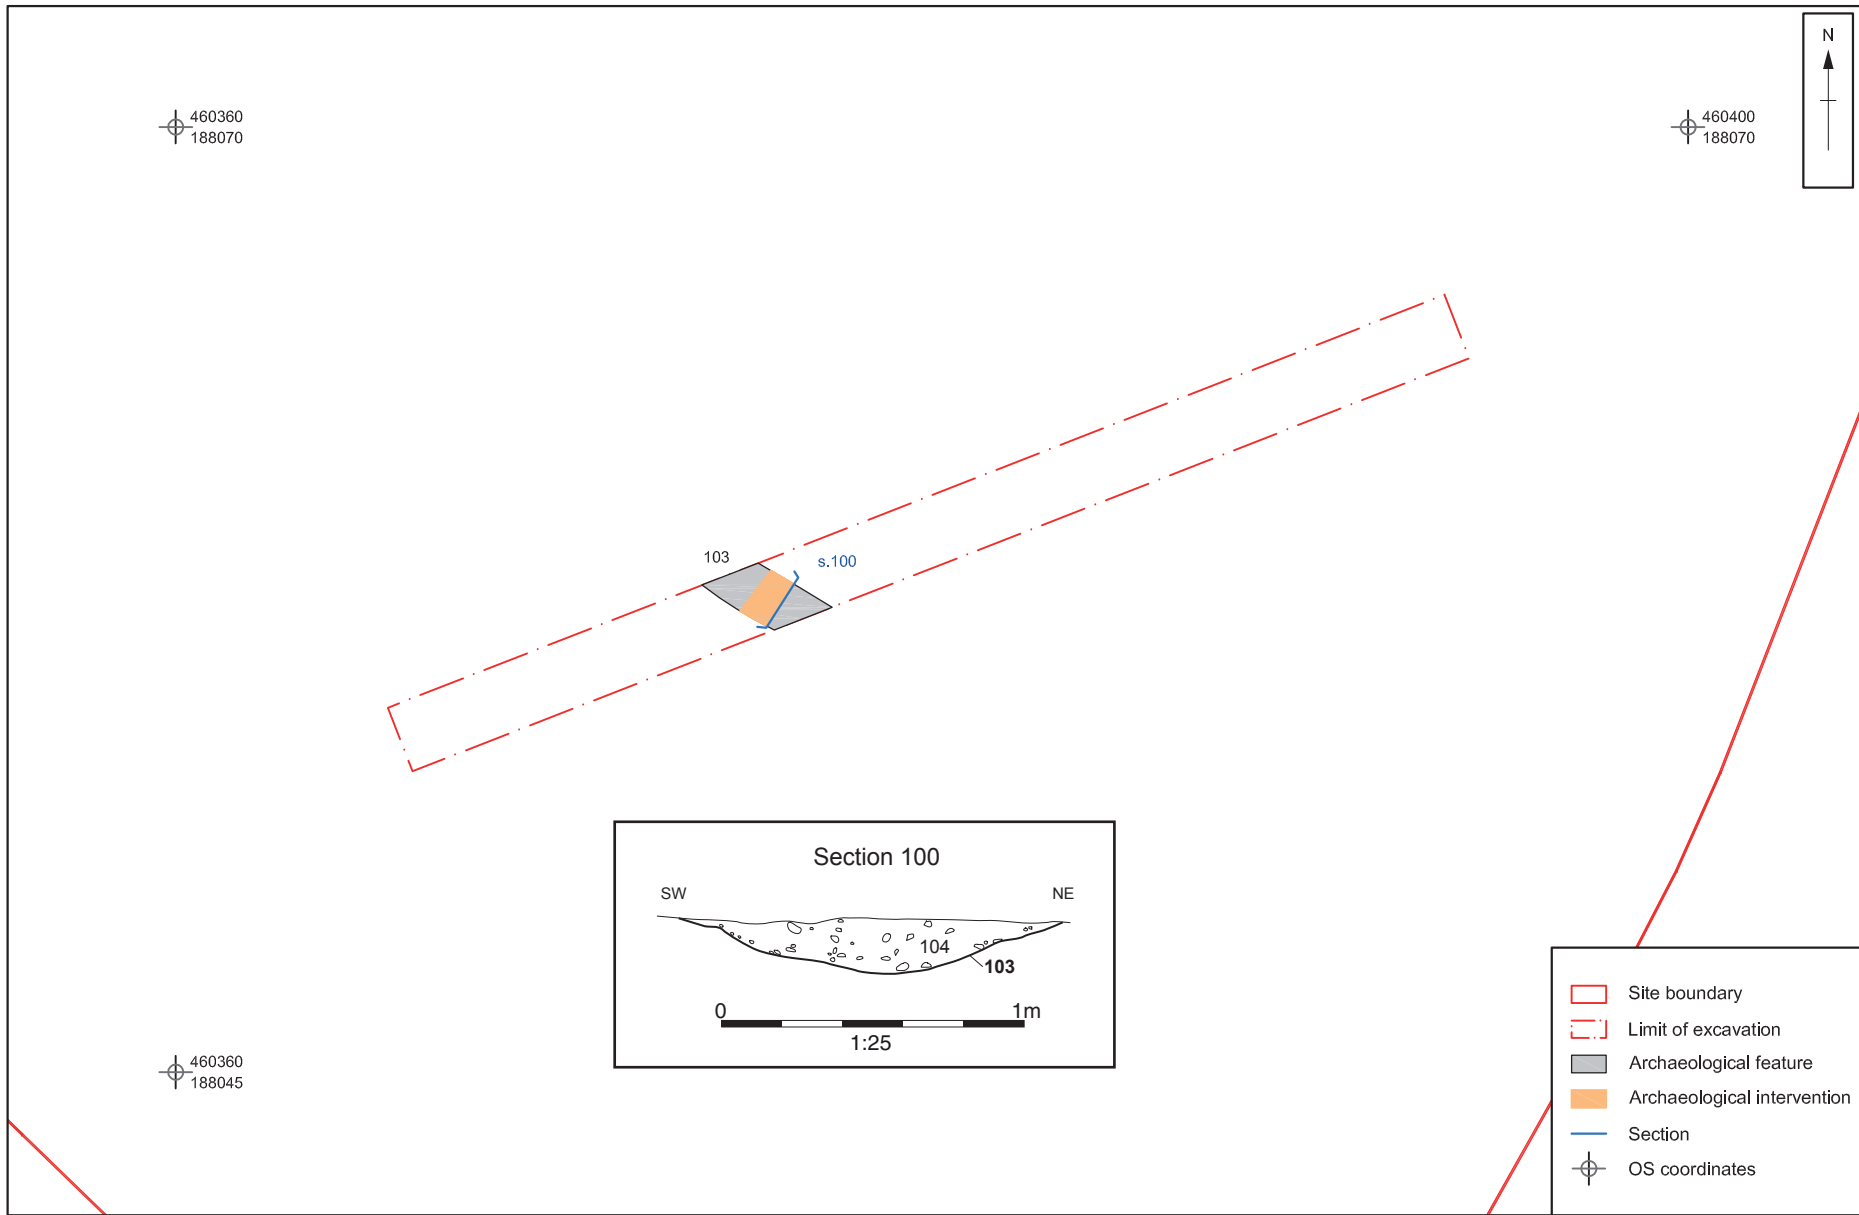 N
460360
188070
460400
188070
103
s.100
Section 100
SW
NE
104
103
0
1m
1:25
460360
188045
Site boundary
Limit of excavation
Archaeological feature
Archaeological intervention
Section
OS coordinates